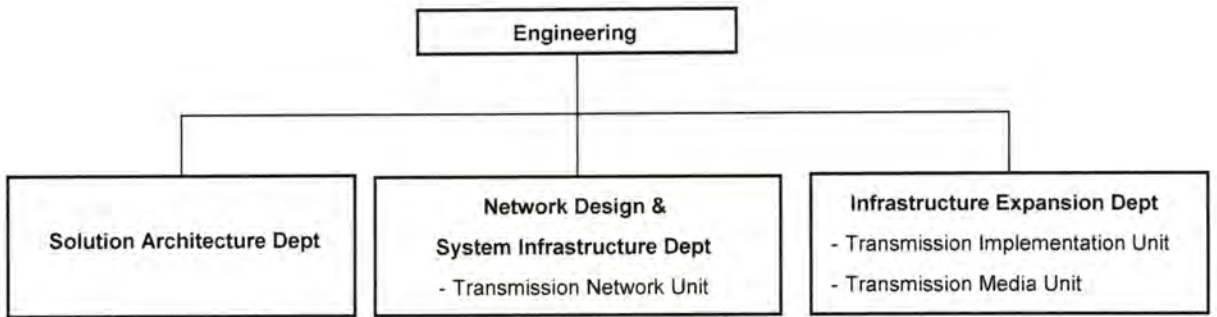 Engineering
Solution Architecture Dept
Network Design &
System Infrastructure Dept
- Transmission Network Unit
Infrastructure Expansion Dept
- Transmission Implementation Unit
- Transmission Media Unit